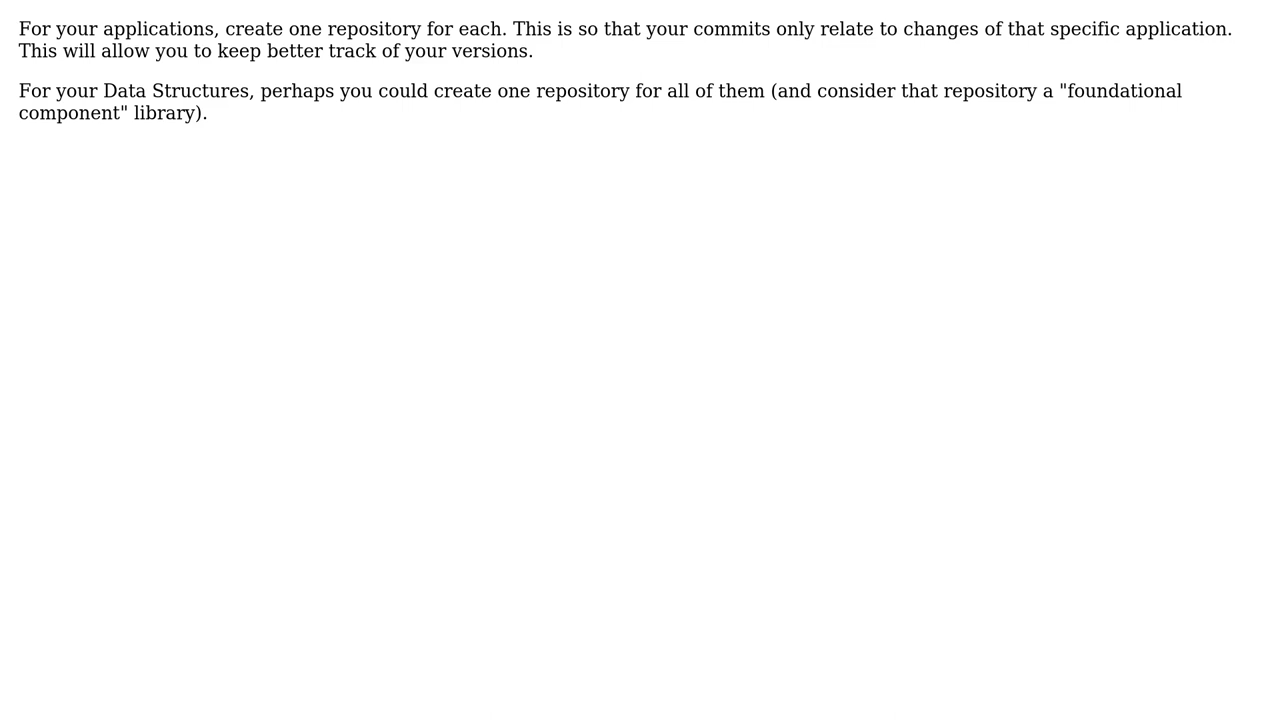 For your applications, create one repository for each. This is so that your commits only relate to changes of that specific application.
This will allow you to keep better track of your versions.
For your Data Structures, perhaps you could create one repository for all of them (and consider that repository a "foundational
component" library).